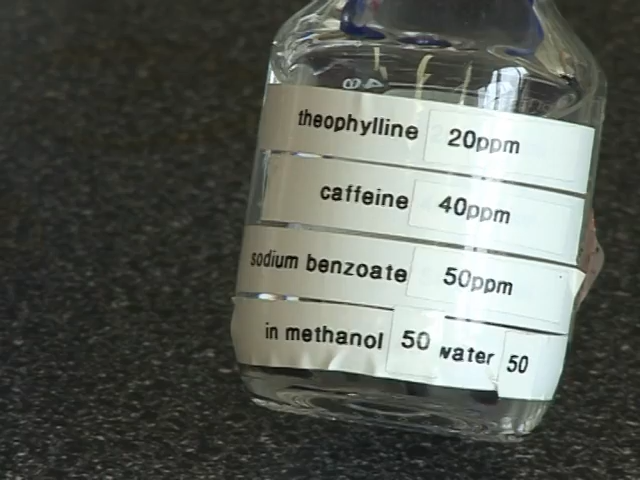 theophylline 20ppm
caffeine 40ppm
sodium benzoate 50ppm
in methanol 50 water 50